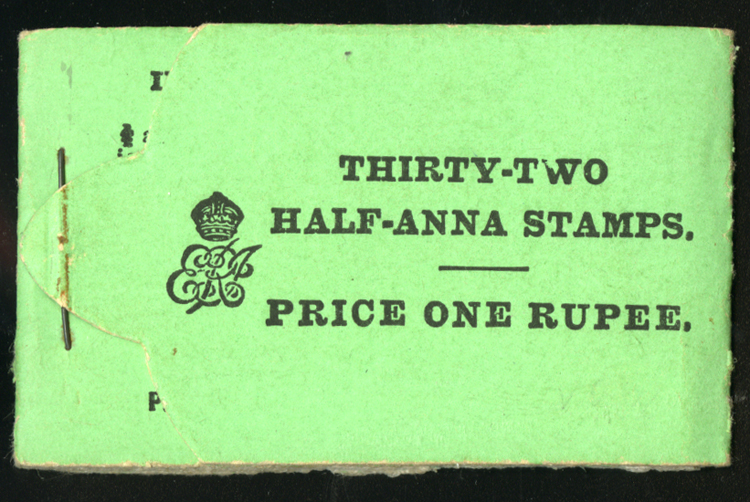 THIRTY-TWO
HALF-ANNA STAMPS.
PRICE ONE RUPEE.